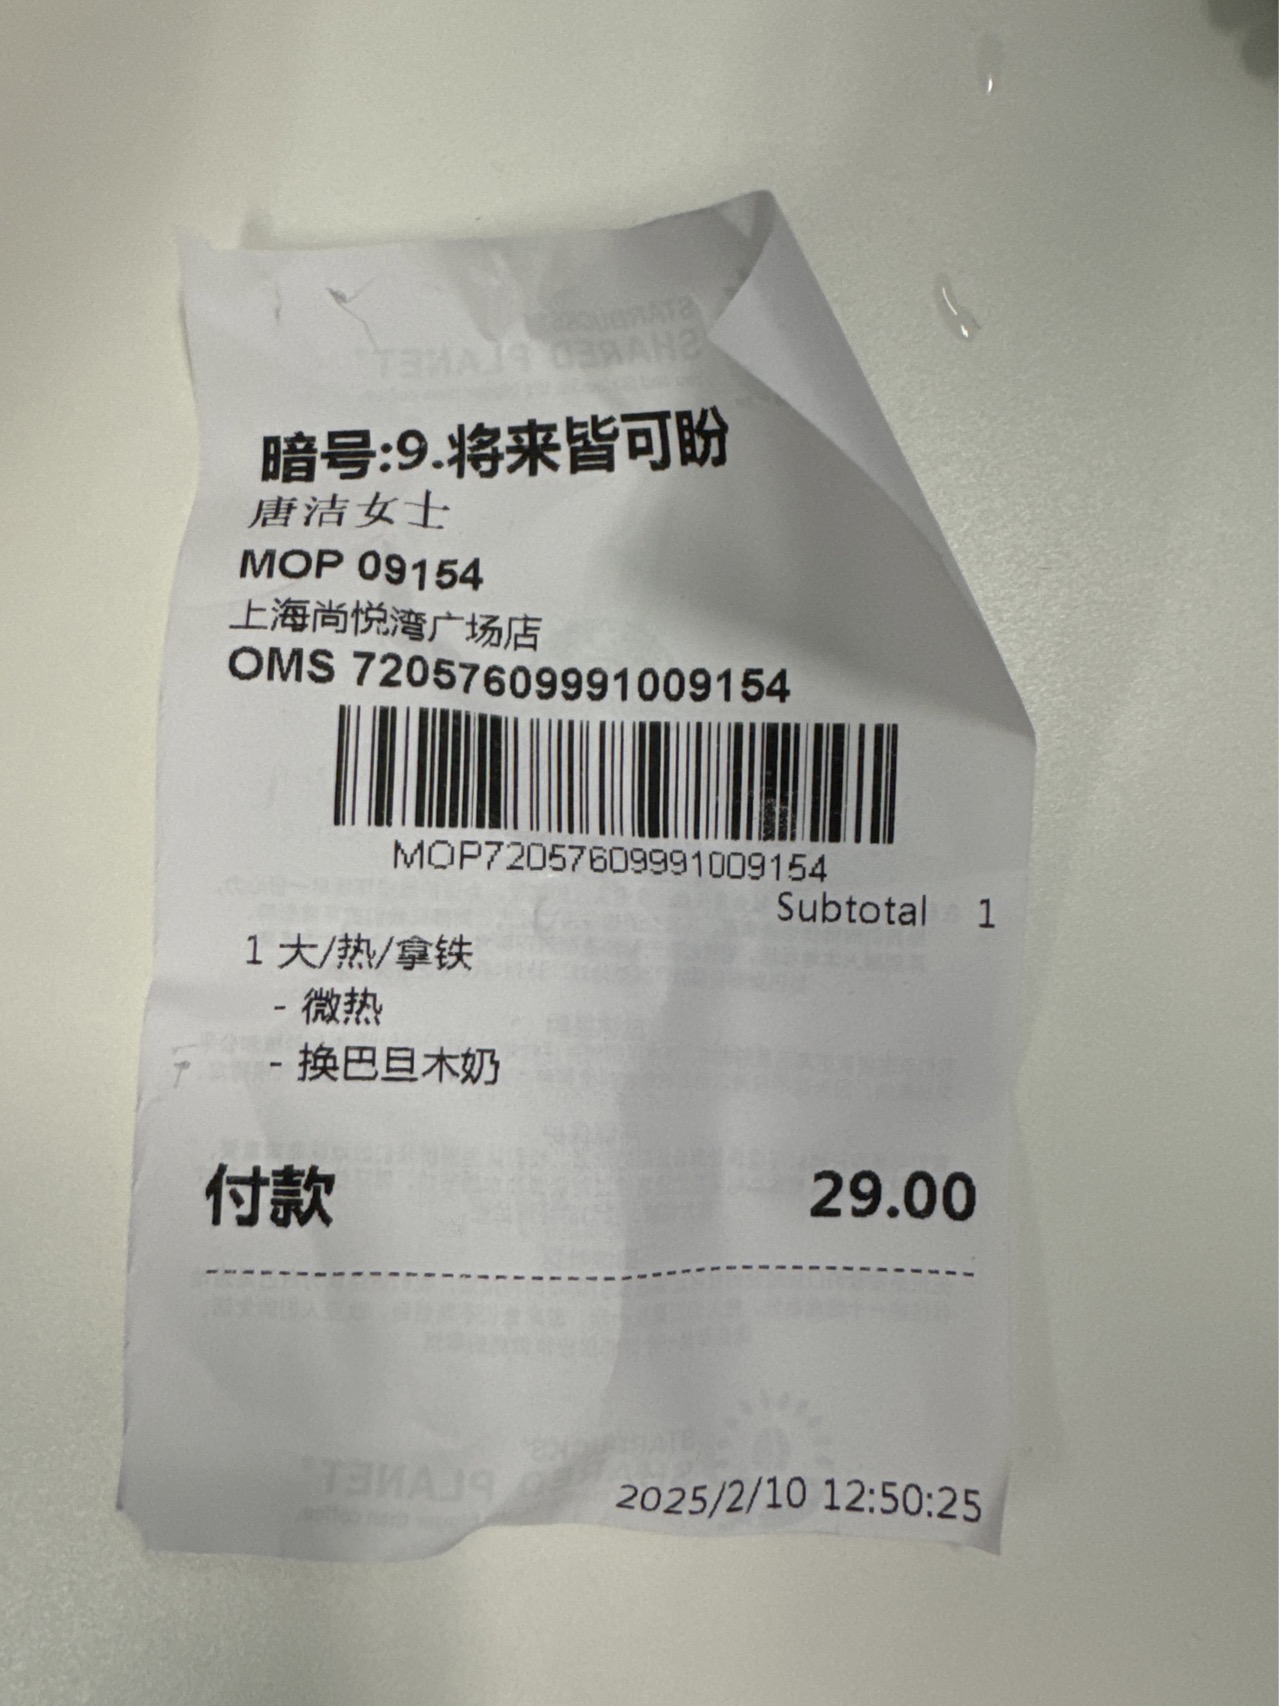 暗号:9.将来皆可盼
唐洁女士
MOP 09154
上海尚悦湾广场店
OMS 72057609991009154
MOP72057609991009154
Subtotal 1
1 大/热/拿铁
- 微热
- 换巴旦木奶
付款 29.00
2025/2/10 12:50:25